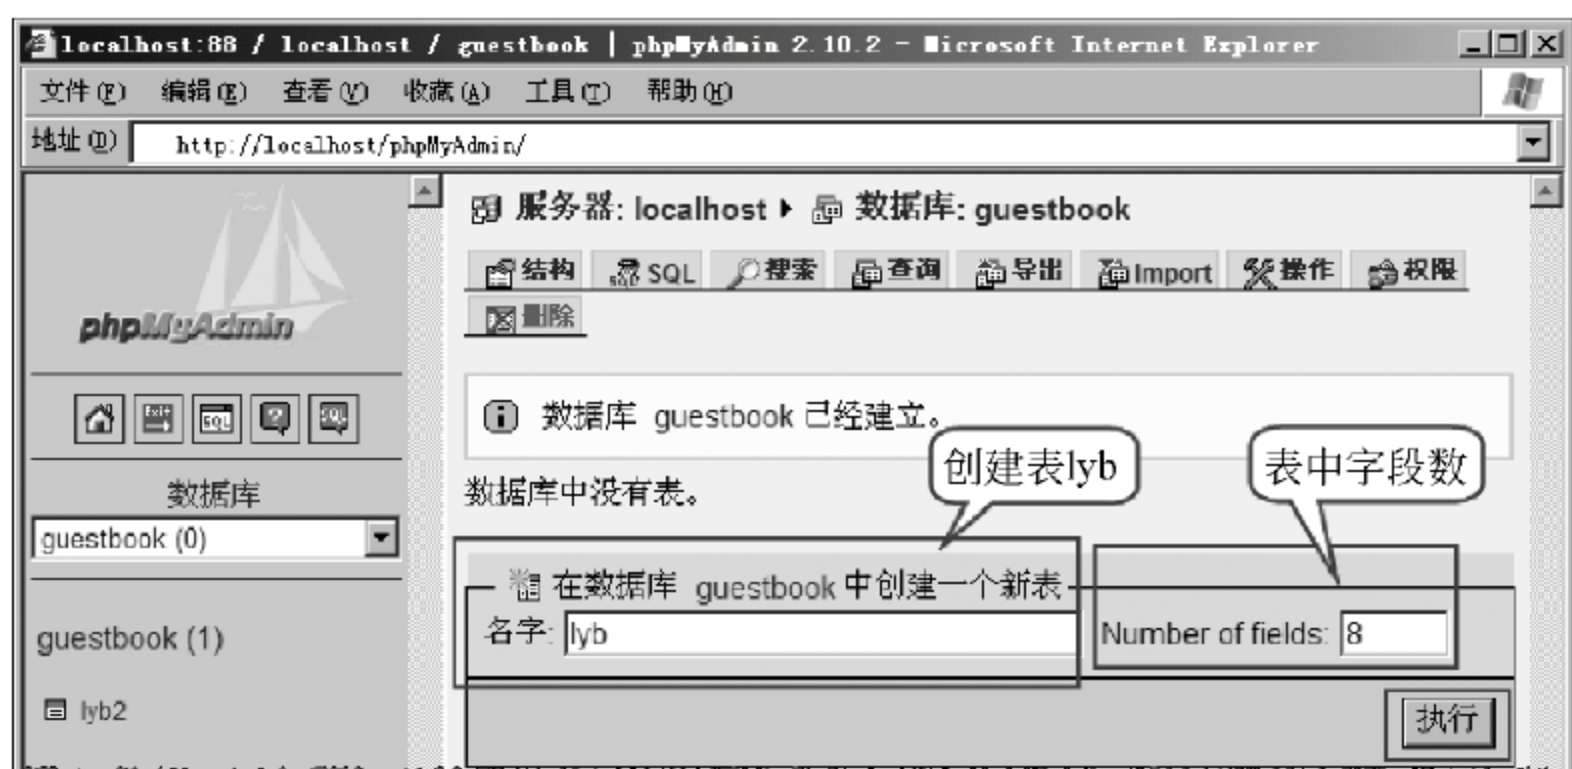 localhost:88 / localhost / guestbook | phpMyAdmin 2.10.2 - Microsoft Internet Explorer
文件(F) 编辑(E) 查看(V) 收藏(A) 工具(T) 帮助(H)
地址(D) http://localhost/phpMyAdmin/
phpMyAdmin
Exit
SQL
?
SQL
数据库
guestbook (0)
guestbook (1)
lyb2
服务器: localhost 数据库: guestbook
结构 SQL 搜索 查询 导出 Import 操作 权限
删除
数据库 guestbook 已经建立。
创建表lyb
表中字段数
数据库中没有表。
在数据库 guestbook 中创建一个新表
名字: lyb Number of fields: 8
执行